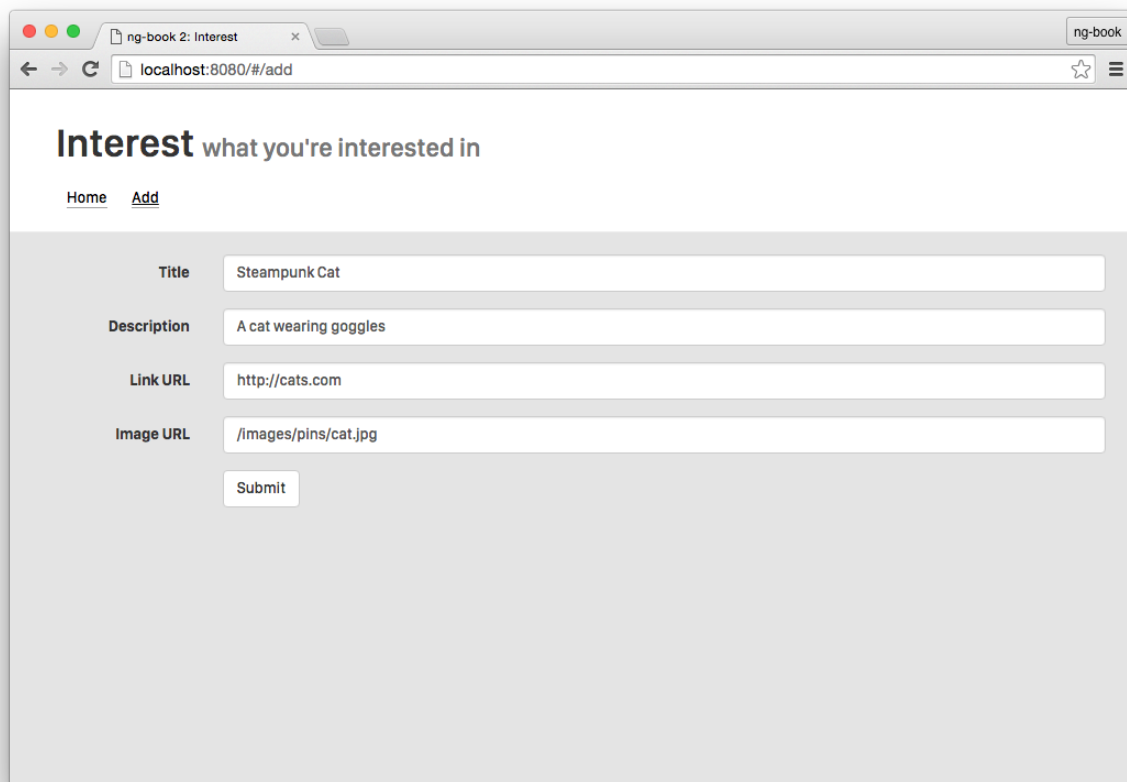 ng-book 2: Interest
ng-book
localhost:8080/#/add
Interest what you're interested in
Home Add
Title Steampunk Cat
Description A cat wearing goggles
Link URL http://cats.com
Image URL /images/pins/cat.jpg
Submit